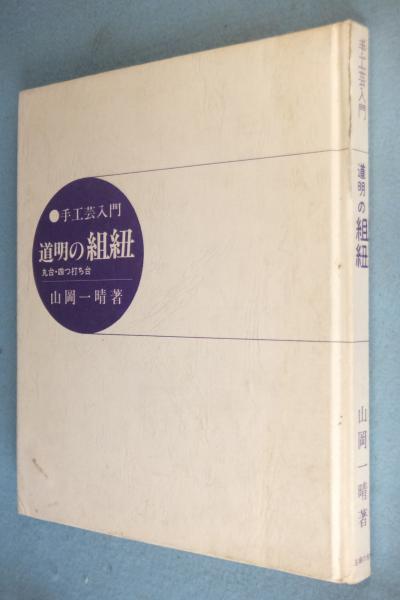 ●手工芸入門
道明の組紐
丸台・四つ打ち台
山岡一晴著
手工芸入門
道明の組紐
山岡一晴著